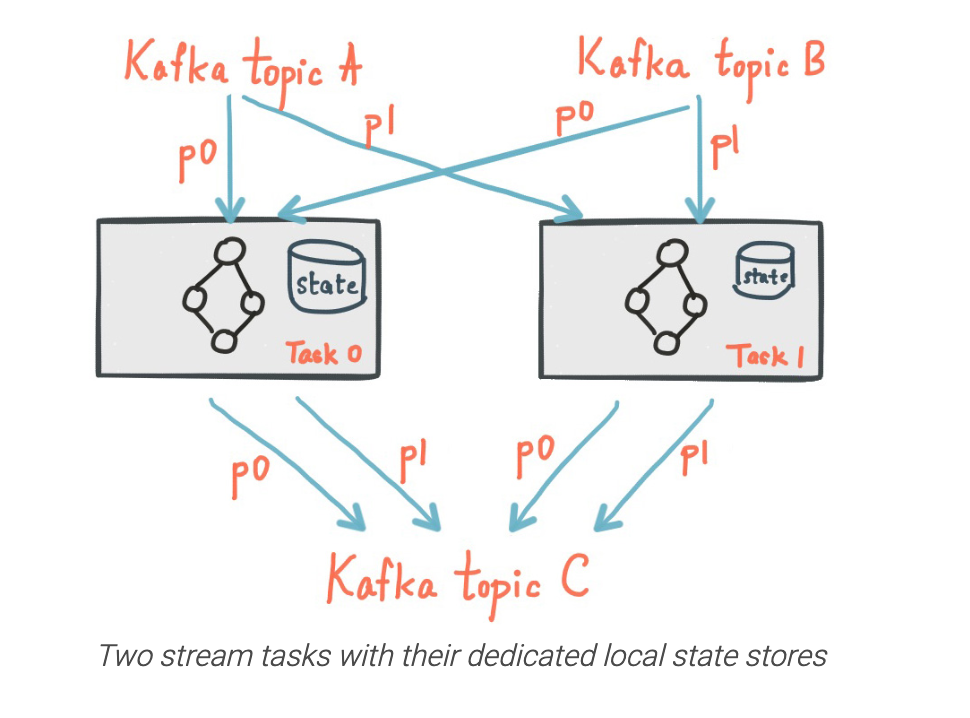 Kafka topic A
Kafka topic B
p0
p1
p0
p1
state
Task 0
state
Task 1
p0
p1
p0
p1
Kafka topic C
Two stream tasks with their dedicated local state stores